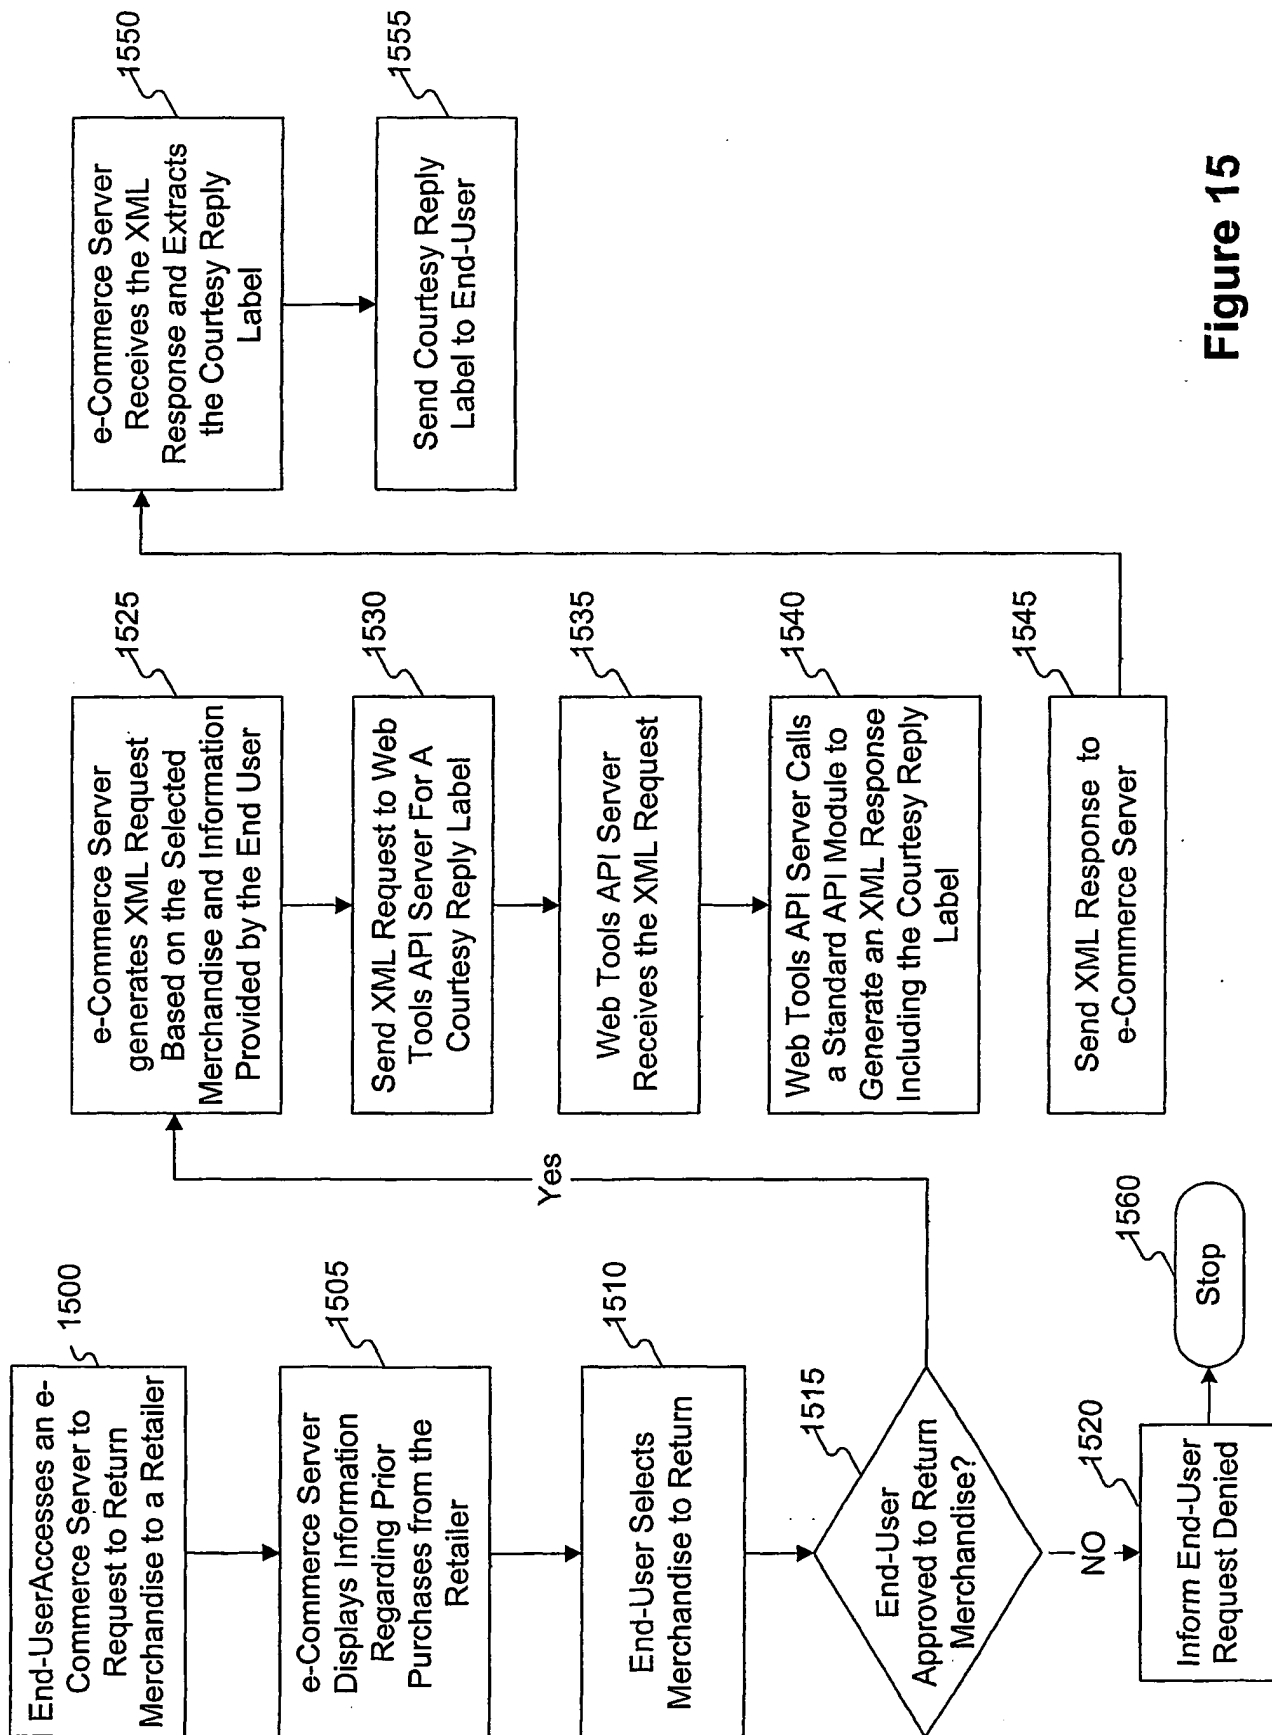 1500
End-UserAccesses an e-
Commerce Server to
Request to Return
Merchandise to a Retailer
1505
e-Commerce Server
Displays Information
Regarding Prior
Purchases from the
Retailer
1510
End-User Selects
Merchandise to Return
1515
End-User
Approved to Return
Merchandise?
Yes
NO
1520
Inform End-User
Request Denied
1560
Stop
1525
e-Commerce Server
generates XML Request
Based on the Selected
Merchandise and Information
Provided by the End User
1530
Send XML Request to Web
Tools API Server For A
Courtesy Reply Label
1535
Web Tools API Server
Receives the XML Request
1540
Web Tools API Server Calls
a Standard API Module to
Generate an XML Response
Including the Courtesy Reply
Label
1545
Send XML Response to
e-Commerce Server
1550
e-Commerce Server
Receives the XML
Response and Extracts
the Courtesy Reply
Label
1555
Send Courtesy Reply
Label to End-User
Figure 15